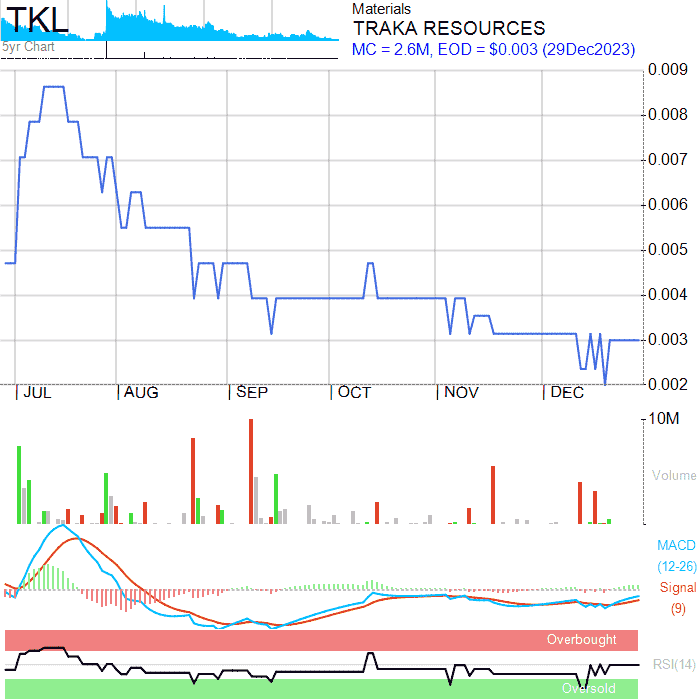 TKL
5yr Chart
Materials
TRAKA RESOURCES
MC = 2.6M, EOD = $0.003 (29Dec2023)
0.009
0.008
0.007
0.006
0.005
0.004
0.003
0.002
JUL AUG SEP OCT NOV DEC
10M
Volume
MACD
(12-26)
Signal
(9)
Overbought
RSI(14)
Oversold